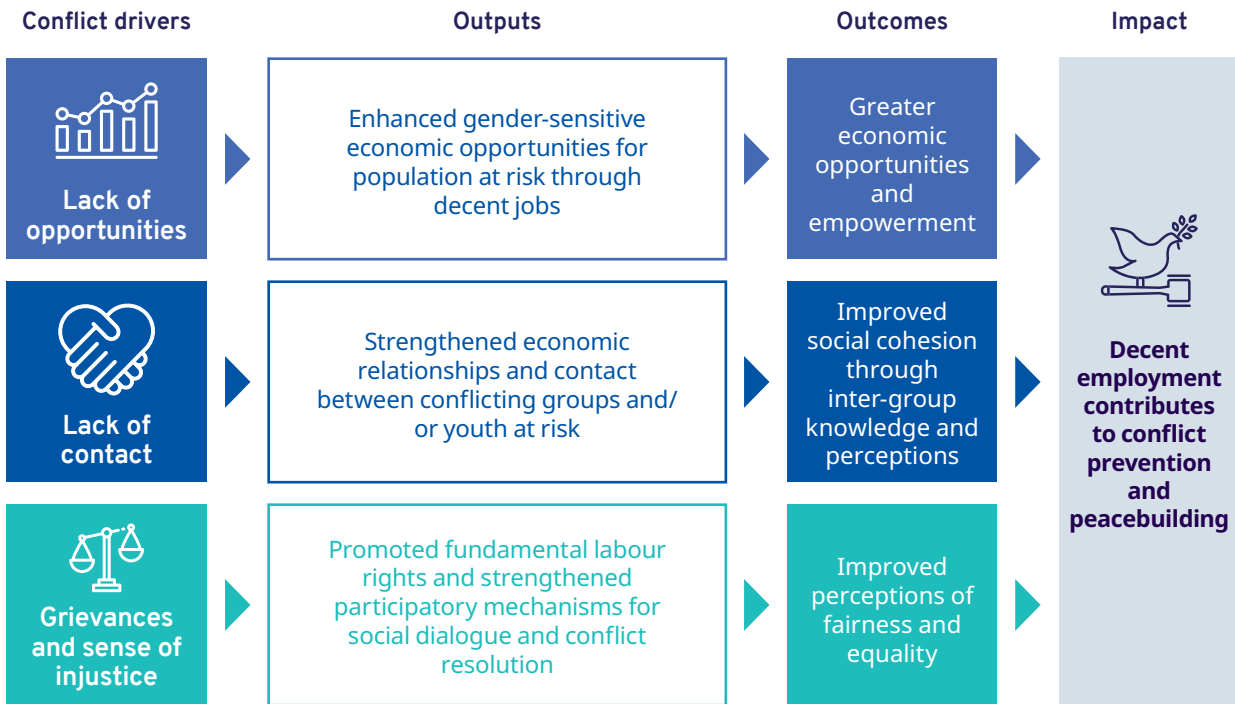 Conflict drivers
Outputs
Outcomes
Impact
Lack of
opportunities
Enhanced gender-sensitive
economic opportunities for
population at risk through
decent jobs
Greater
economic
opportunities
and
empowerment
Lack of
contact
Strengthened economic
relationships and contact
between conflicting groups and/
or youth at risk
Improved
social cohesion
through
inter-group
knowledge and
perceptions
Grievances
and sense of
injustice
Promoted fundamental labour
rights and strengthened
participatory mechanisms for
social dialogue and conflict
resolution
Improved
perceptions of
fairness and
equality
Decent
employment
contributes
to conflict
prevention
and
peacebuilding